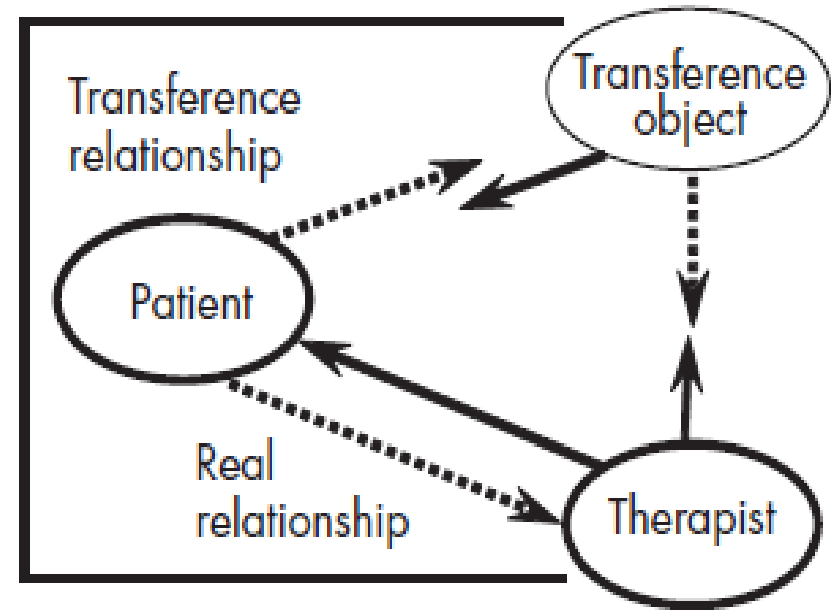 Transference
relationship
Transference
object
Patient
Real
relationship
Therapist